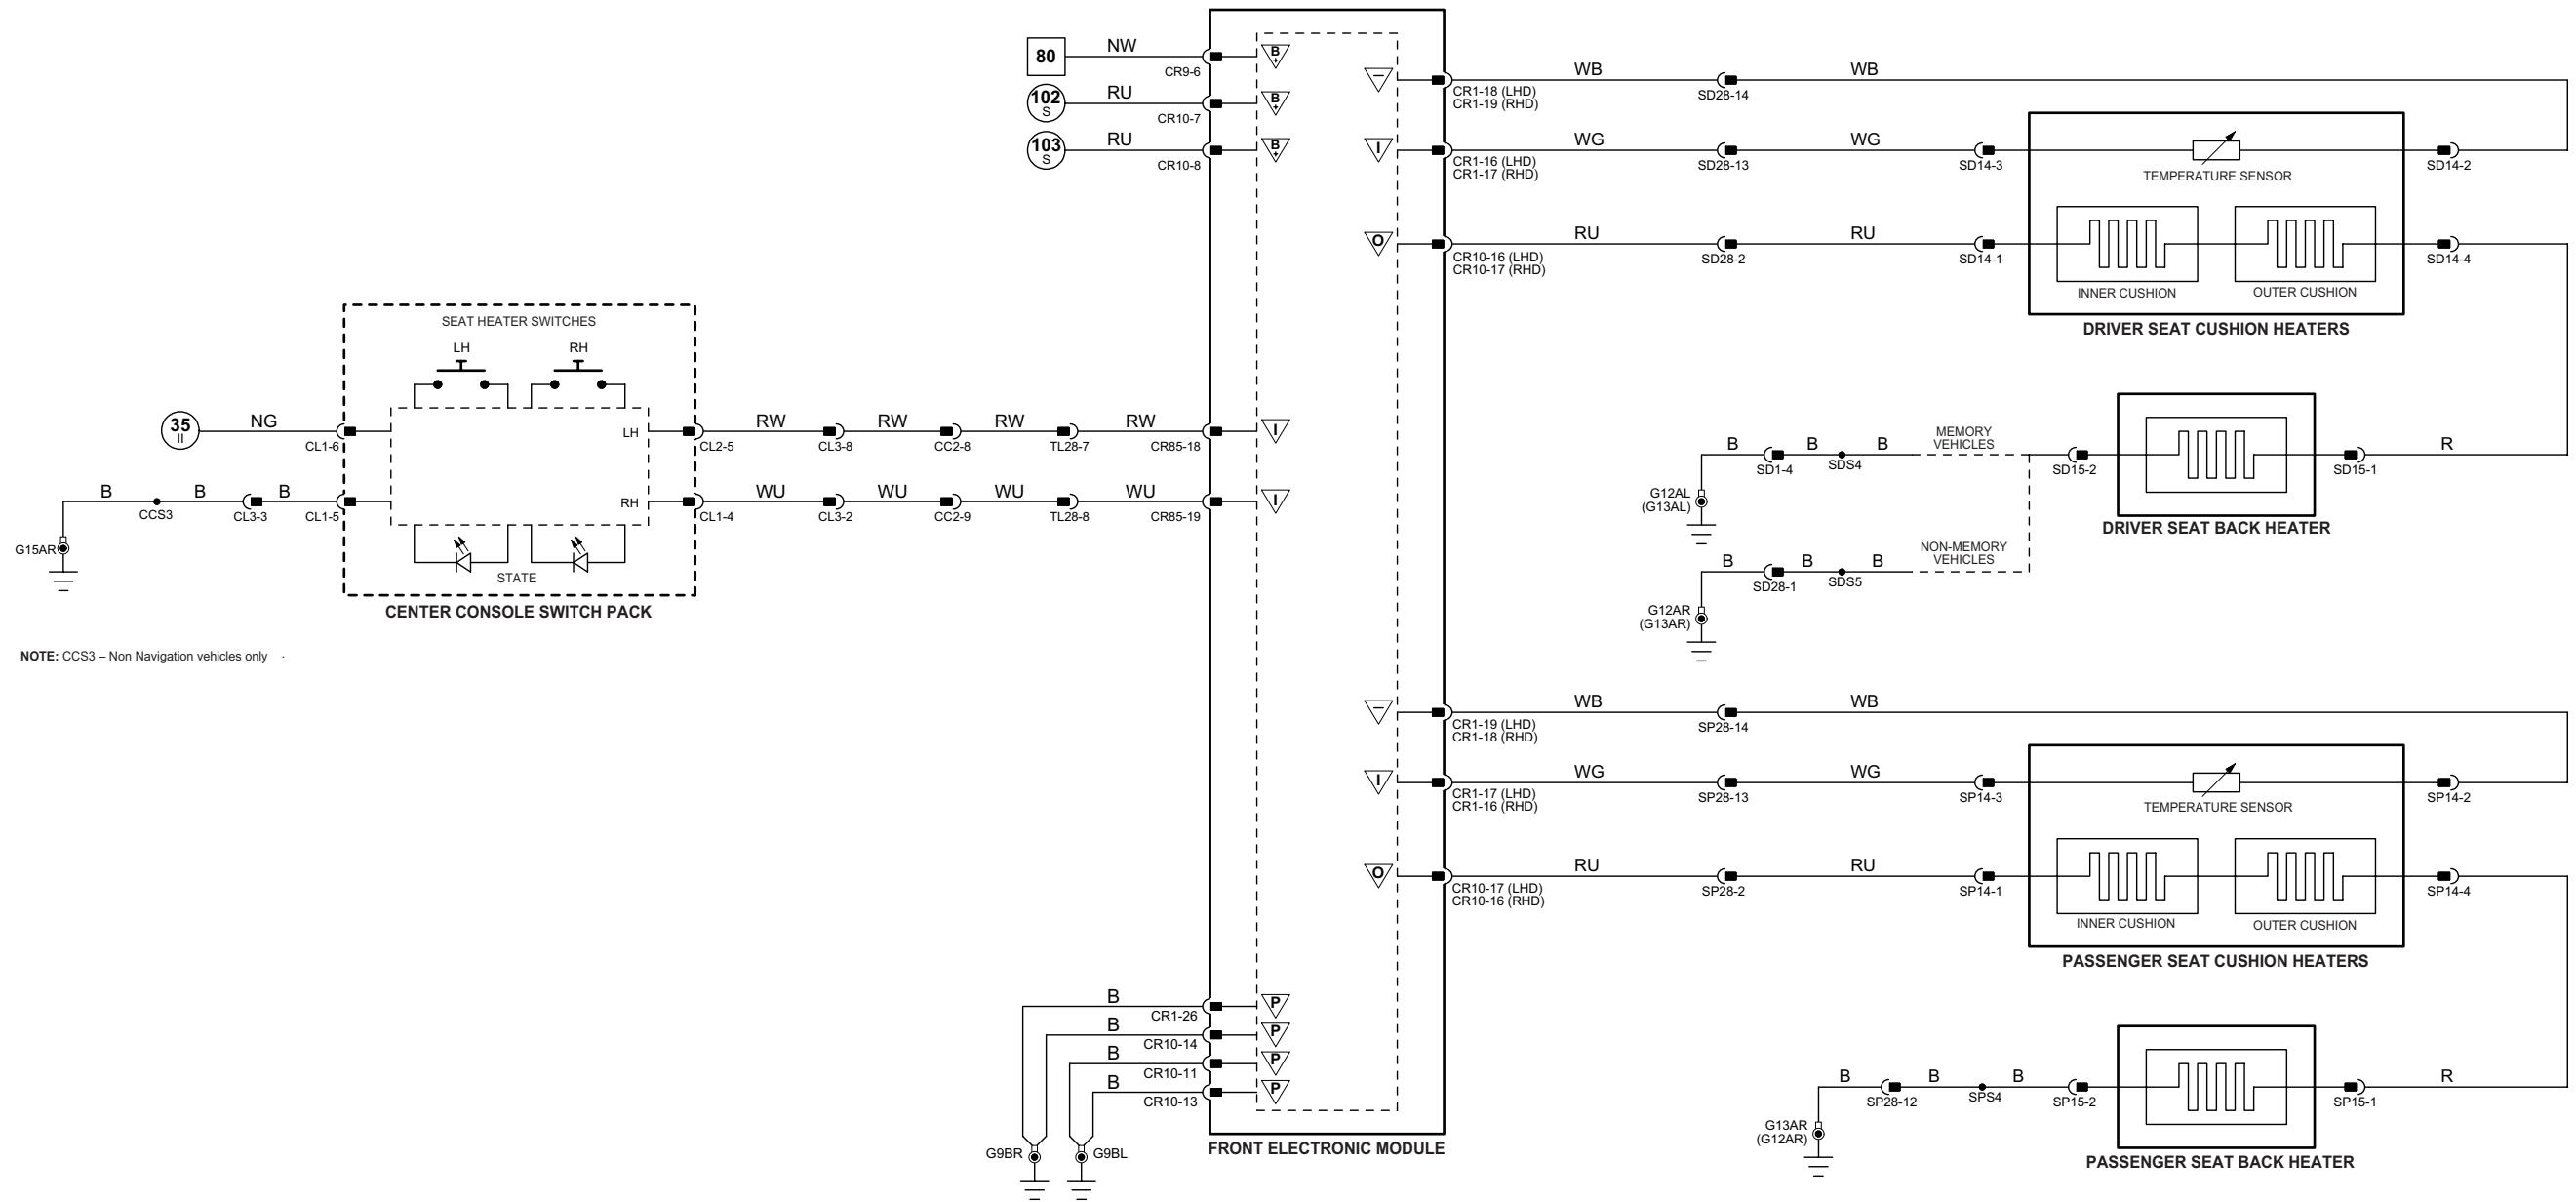 80
NW
CR9-6
B+
102
S
RU
CR10-7
B+
103
S
RU
CR10-8
B+
–
CR1-18 (LHD)
CR1-19 (RHD)
WB
SD28-14
WB
I
CR1-16 (LHD)
CR1-17 (RHD)
WG
SD28-13
WG
SD14-3
TEMPERATURE SENSOR
SD14-2
O
CR10-16 (LHD)
CR10-17 (RHD)
RU
SD28-2
RU
SD14-1
INNER CUSHION
OUTER CUSHION
SD14-4
DRIVER SEAT CUSHION HEATERS
SEAT HEATER SWITCHES
LH
RH
35
II
NG
CL1-6
LH
CL2-5
RW
CL3-8
RW
CC2-8
RW
TL28-7
RW
CR85-18
I
G15AR
B
CCS3
B
CL3-3
B
CL1-5
RH
CL1-4
WU
CL3-2
WU
CC2-9
WU
TL28-8
WU
CR85-19
I
STATE
CENTER CONSOLE SWITCH PACK
NOTE: CCS3 – Non Navigation vehicles only
B
SD1-4
B
SDS4
B
MEMORY
VEHICLES
SD15-2
SD15-1
R
G12AL
(G13AL)
DRIVER SEAT BACK HEATER
B
SD28-1
B
SDS5
B
NON-MEMORY
VEHICLES
G12AR
(G13AR)
–
CR1-19 (LHD)
CR1-18 (RHD)
WB
SP28-14
WB
I
CR1-17 (LHD)
CR1-16 (RHD)
WG
SP28-13
WG
SP14-3
TEMPERATURE SENSOR
SP14-2
O
CR10-17 (LHD)
CR10-16 (RHD)
RU
SP28-2
RU
SP14-1
INNER CUSHION
OUTER CUSHION
SP14-4
PASSENGER SEAT CUSHION HEATERS
B
CR1-26
P
B
CR10-14
P
B
CR10-11
P
B
CR10-13
P
G9BR
G9BL
FRONT ELECTRONIC MODULE
B
SP28-12
B
SPS4
B
SP15-2
SP15-1
R
G13AR
(G12AR)
PASSENGER SEAT BACK HEATER